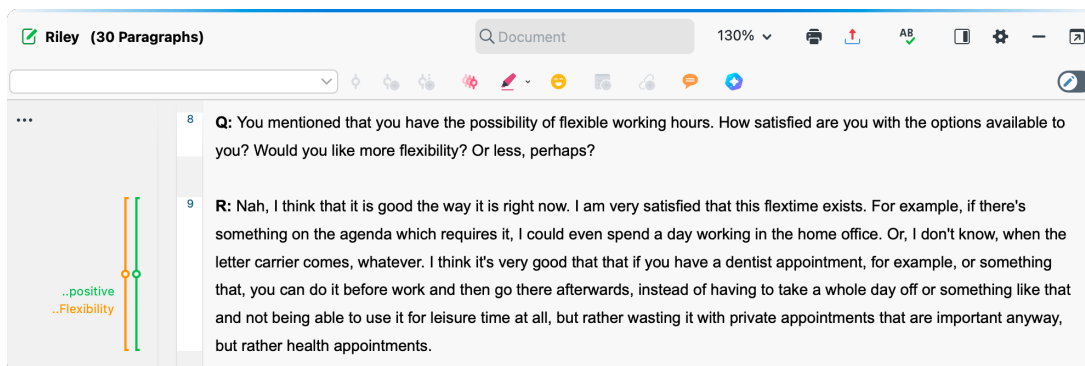 Riley (30 Paragraphs)
Document
130%
AB
8
Q: You mentioned that you have the possibility of flexible working hours. How satisfied are you with the options available to
you? Would you like more flexibility? Or less, perhaps?
9
R: Nah, I think that it is good the way it is right now. I am very satisfied that this flextime exists. For example, if there's
something on the agenda which requires it, I could even spend a day working in the home office. Or, I don't know, when the
letter carrier comes, whatever. I think it's very good that that if you have a dentist appointment, for example, or something
that, you can do it before work and then go there afterwards, instead of having to take a whole day off or something like that
and not being able to use it for leisure time at all, but rather wasting it with private appointments that are important anyway,
but rather health appointments.
..positive
..Flexibility